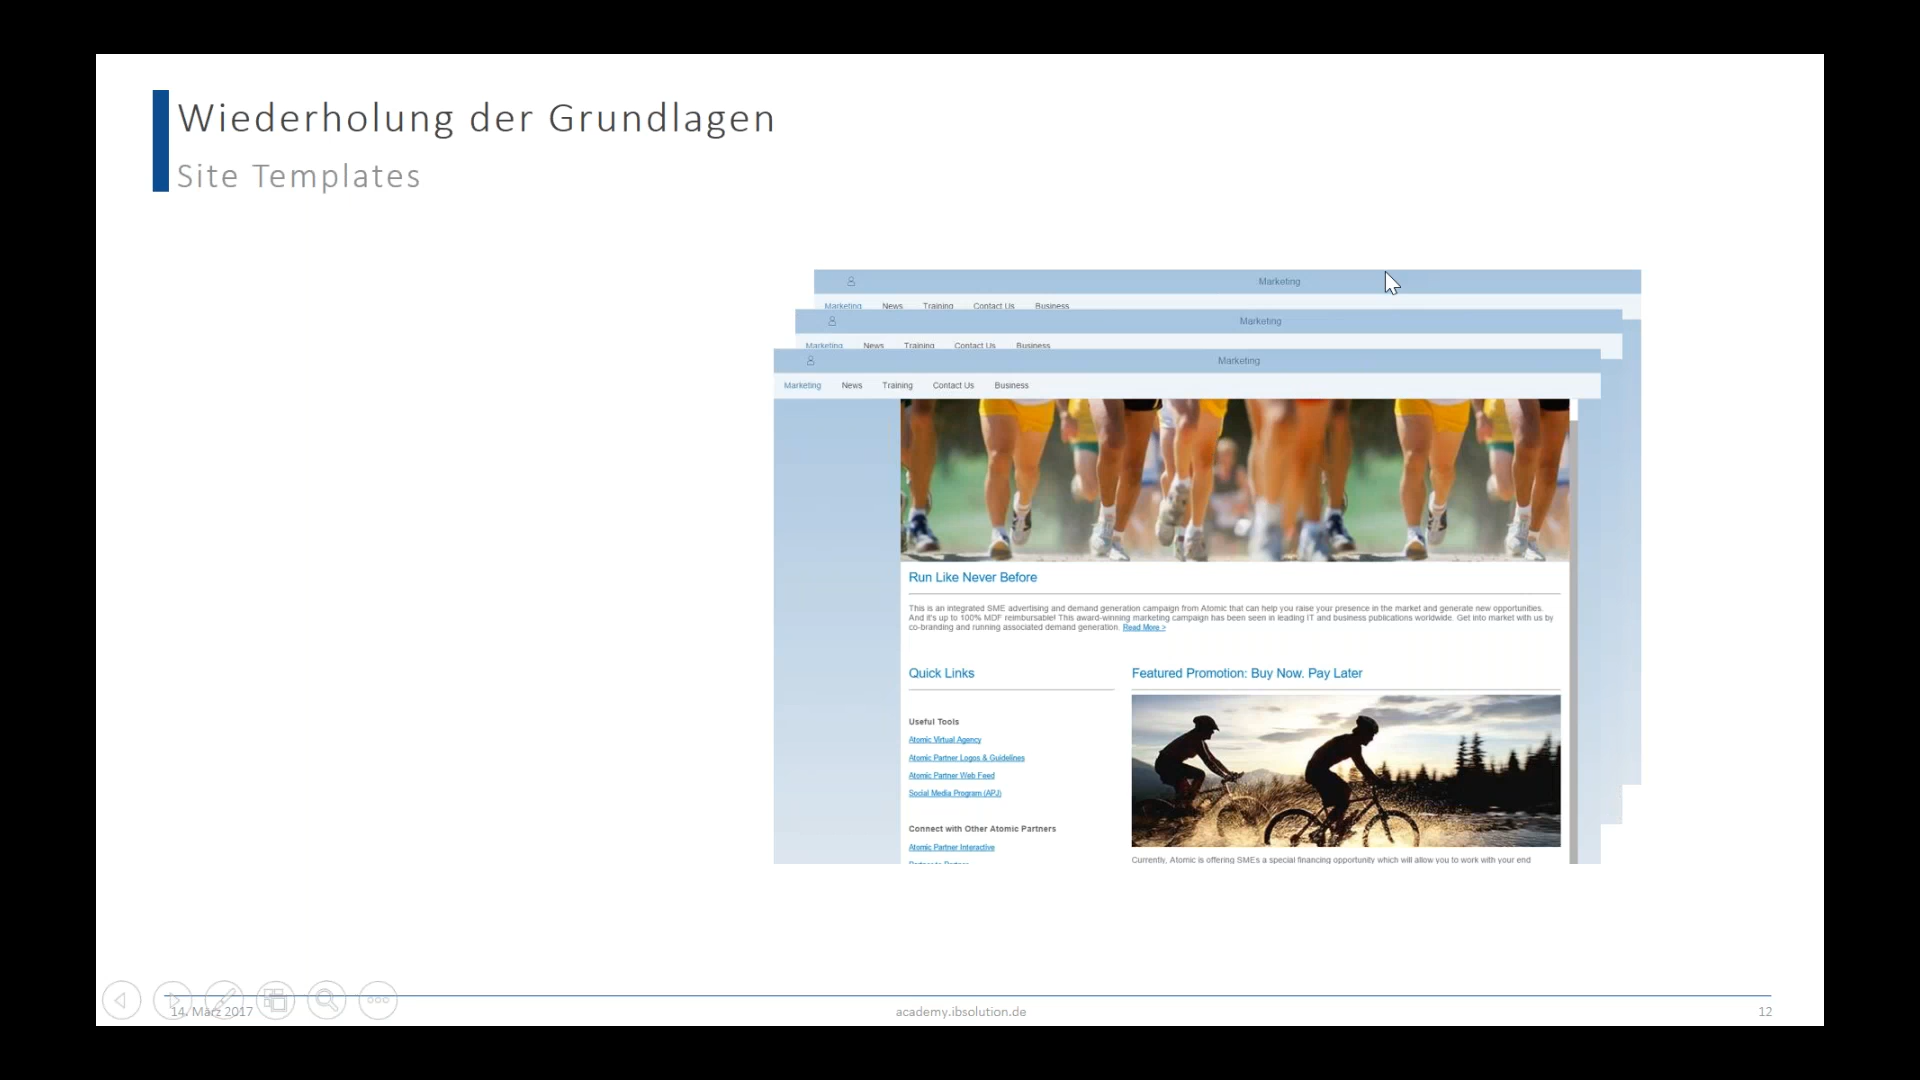 Wiederholung der Grundlagen
Site Templates
Marketing
Marketing News Training Contact Us Business
Marketing
Marketing News Training Contact Us Business
Marketing
Marketing News Training Contact Us Business
Run Like Never Before
This is an integrated SME advertising and demand generation campaign from Atomic that can help you raise your presence in the market and generate new opportunities.
And it's up to 100% MDF reimbursable! This award-winning marketing campaign has been seen in leading IT and business publications worldwide. Get into market with us by
co-branding and running associated demand generation. Read More >
Quick Links
Useful Tools
Atomic Virtual Agency
Atomic Partner Logos & Guidelines
Atomic Partner Web Feed
Social Media Program (APJ)
Connect with Other Atomic Partners
Atomic Partner Interactive
Featured Promotion: Buy Now. Pay Later
Currently, Atomic is offering SMEs a special financing opportunity which will allow you to work with your end
14. März 2017
academy.ibsolution.de
12